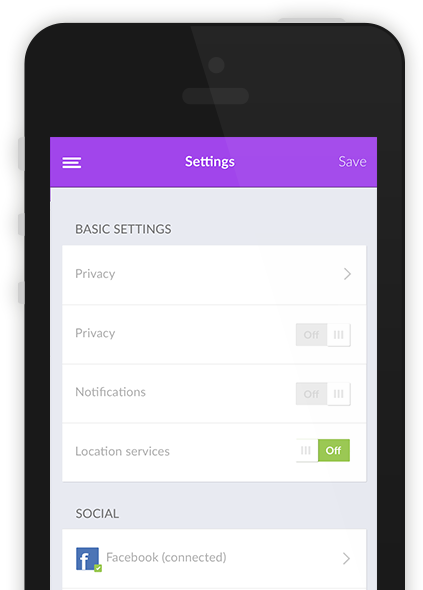 Settings
Save
BASIC SETTINGS
Privacy
Privacy
Off
Notifications
Off
Location services
Off
SOCIAL
f
Facebook (connected)